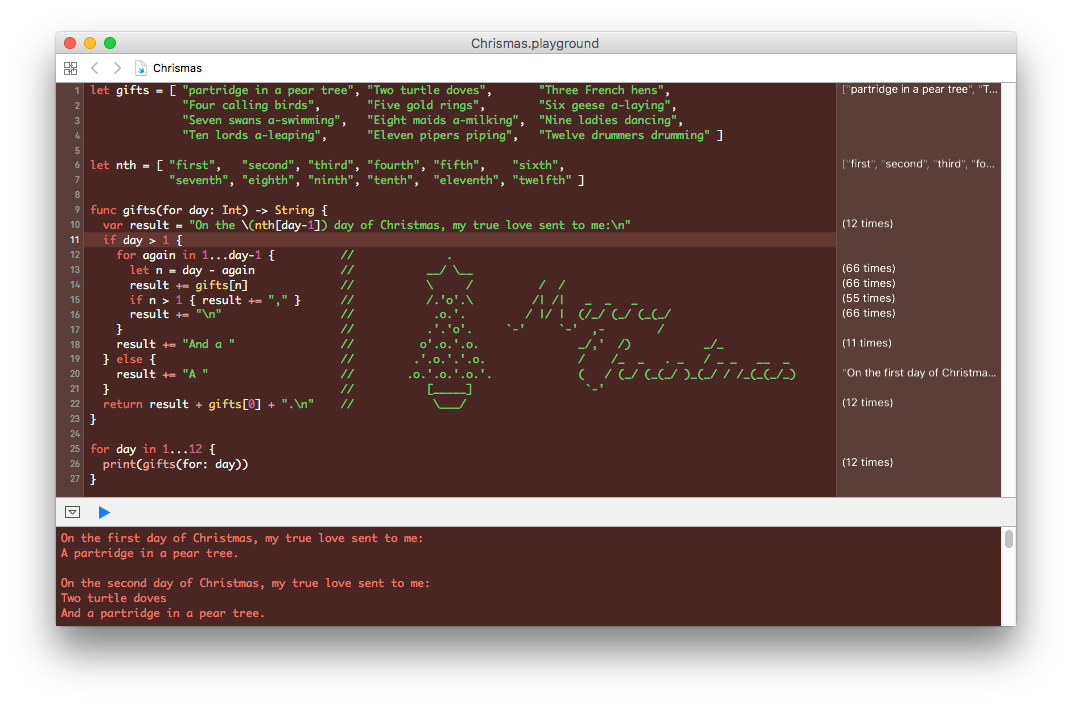 Chrismas.playground
Chrismas
1 let gifts = [ "partridge in a pear tree", "Two turtle doves",       "Three French hens", ["partridge in a pear tree", "T...
2               "Four calling birds",       "Five gold rings",        "Six geese a-laying",
3               "Seven swans a-swimming",   "Eight maids a-milking",  "Nine ladies dancing",
4               "Ten lords a-leaping",      "Eleven pipers piping",   "Twelve drummers drumming" ]
5
6 let nth = [ "first",   "second", "third", "fourth", "fifth",    "sixth", ["first", "second", "third", "fo...
7             "seventh", "eighth", "ninth", "tenth",  "eleventh", "twelfth" ]
8
9 func gifts(for day: Int) -> String {
10   var result = "On the \(nth[day-1]) day of Christmas, my true love sent to me:\n" (12 times)
11   if day > 1 {
12     for again in 1...day-1 {          //              .
13       let n = day - again             //           __/ \__ (66 times)
14       result += gifts[n]              //           \     /          /  / (66 times)
15       if n > 1 { result += "," }      //           /.'o'.\         /| /|   _  _   _ (55 times)
16       result += "\n"                  //            .o.'.         / |/ |  (/_/ (_/ (_(_/ (66 times)
17     }                                 //           .'.'o'.     `-'     `-'  ,-        /
18     result += "And a "                //          o'.o.'.o.               _/,'  /)           _/_ (11 times)
19   } else {                            //         .'.o.'.'.o.              /    /_  _   . _   / _ _   __  _
20     result += "A "                    //        .o.'.o.'.o.'.             (   / (_/ (_(_/ )_(_/ / /_(_(_/_) "On the first day of Christma...
21   }                                   //           [_____]                 `-'
22   return result + gifts[0] + ".\n"    //            \___/ (12 times)
23 }
24
25 for day in 1...12 {
26   print(gifts(for: day)) (12 times)
27 }
On the first day of Christmas, my true love sent to me:
A partridge in a pear tree.
On the second day of Christmas, my true love sent to me:
Two turtle doves
And a partridge in a pear tree.